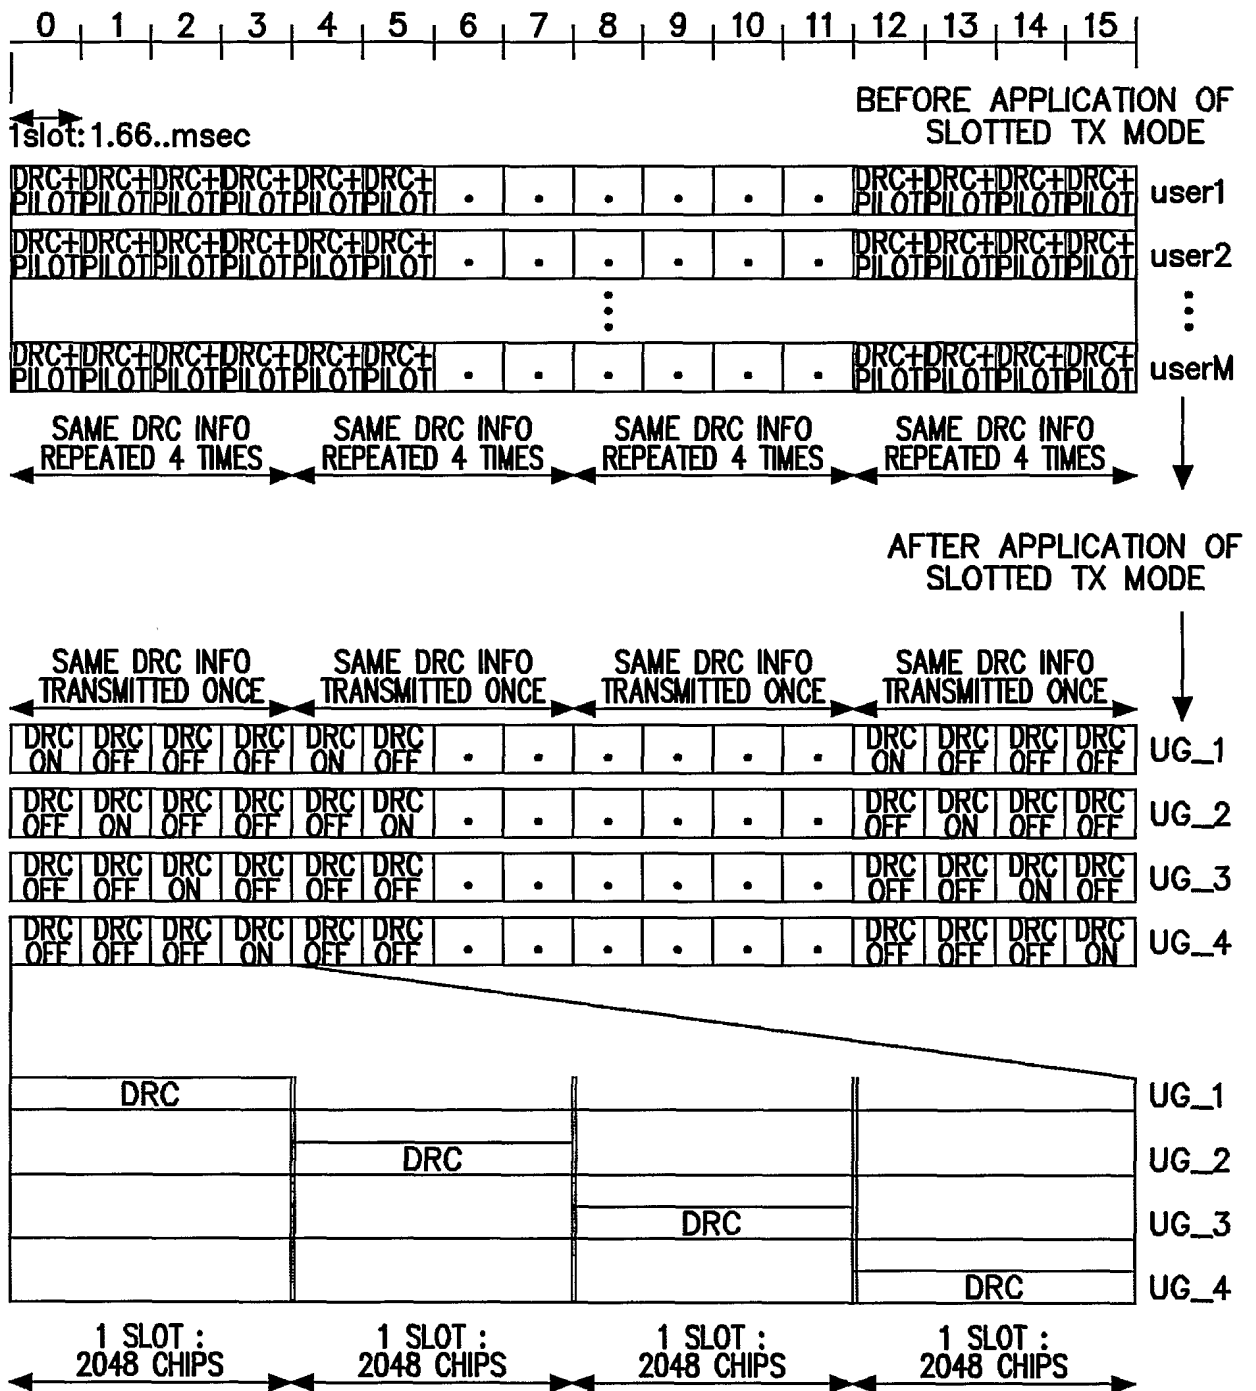 0 1 2 3 4 5 6 7 8 9 10 11 12 13 14 15
BEFORE APPLICATION OF
SLOTTED TX MODE
1slot: 1.66..msec
DRC+ DRC+ DRC+ DRC+ DRC+ DRC+ DRC+ DRC+ DRC+ DRC+
PILOT PILOT PILOT PILOT PILOT PILOT . . . . . . PILOT PILOT PILOT PILOT user1
DRC+ DRC+ DRC+ DRC+ DRC+ DRC+ DRC+ DRC+ DRC+ DRC+
PILOT PILOT PILOT PILOT PILOT PILOT . . . . . . PILOT PILOT PILOT PILOT user2
DRC+ DRC+ DRC+ DRC+ DRC+ DRC+ DRC+ DRC+ DRC+ DRC+
PILOT PILOT PILOT PILOT PILOT PILOT . . . . . . PILOT PILOT PILOT PILOT userM
SAME DRC INFO SAME DRC INFO SAME DRC INFO SAME DRC INFO
REPEATED 4 TIMES REPEATED 4 TIMES REPEATED 4 TIMES REPEATED 4 TIMES
AFTER APPLICATION OF
SLOTTED TX MODE
SAME DRC INFO SAME DRC INFO SAME DRC INFO SAME DRC INFO
TRANSMITTED ONCE TRANSMITTED ONCE TRANSMITTED ONCE TRANSMITTED ONCE
DRC DRC DRC DRC DRC DRC DRC DRC DRC DRC
ON OFF OFF OFF ON OFF . . . . . . ON OFF OFF OFF UG_1
DRC DRC DRC DRC DRC DRC DRC DRC DRC DRC
OFF ON OFF OFF OFF ON . . . . . . OFF ON OFF OFF UG_2
DRC DRC DRC DRC DRC DRC DRC DRC DRC DRC
OFF OFF ON OFF OFF OFF . . . . . . OFF OFF ON OFF UG_3
DRC DRC DRC DRC DRC DRC DRC DRC DRC DRC
OFF OFF OFF ON OFF OFF . . . . . . OFF OFF OFF ON UG_4
DRC UG_1
DRC UG_2
DRC UG_3
DRC UG_4
1 SLOT : 1 SLOT : 1 SLOT : 1 SLOT :
2048 CHIPS 2048 CHIPS 2048 CHIPS 2048 CHIPS